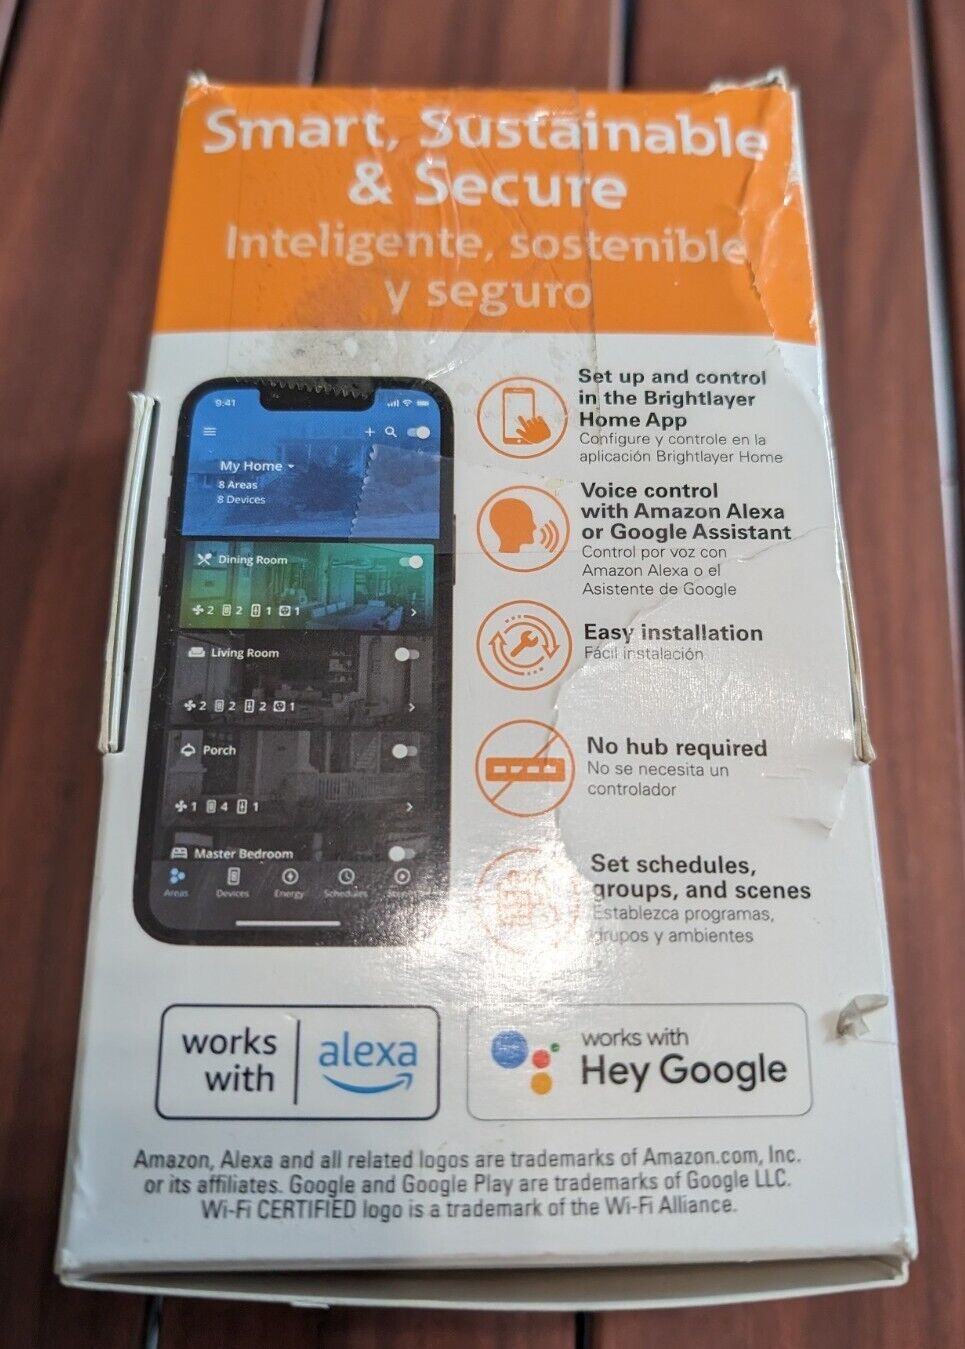 Smart, Sustainable
& Secure
Inteligente, sostenible
y seguro
9:41
My Home
8 Areas
8 Devices
Dining Room
2 2 1 1
Living Room
2 2 2 1
Porch
1 4 1
Master Bedroom
Areas Devices Energy Schedules
Set up and control
in the Brightlayer
Home App
Configure y controle en la
aplicación Brightlayer Home
Voice control
with Amazon Alexa
or Google Assistant
Control por voz con
Amazon Alexa o el
Asistente de Google
Easy installation
Fácil instalación
No hub required
No se necesita un
controlador
Set schedules,
groups, and scenes
Establezca programas,
grupos y ambientes
works
with
alexa
works with
Hey Google
Amazon, Alexa and all related logos are trademarks of Amazon.com, Inc.
or its affiliates. Google and Google Play are trademarks of Google LLC.
Wi-Fi CERTIFIED logo is a trademark of the Wi-Fi Alliance.